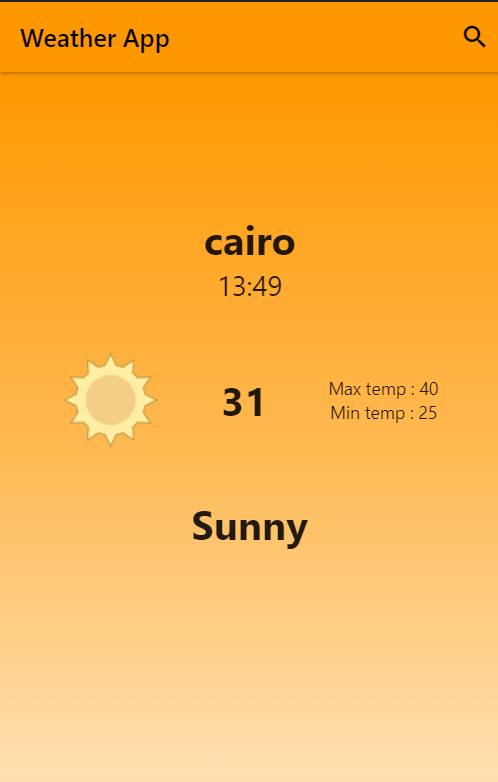 Weather App
cairo
13:49
31
Max temp : 40
Min temp : 25
Sunny